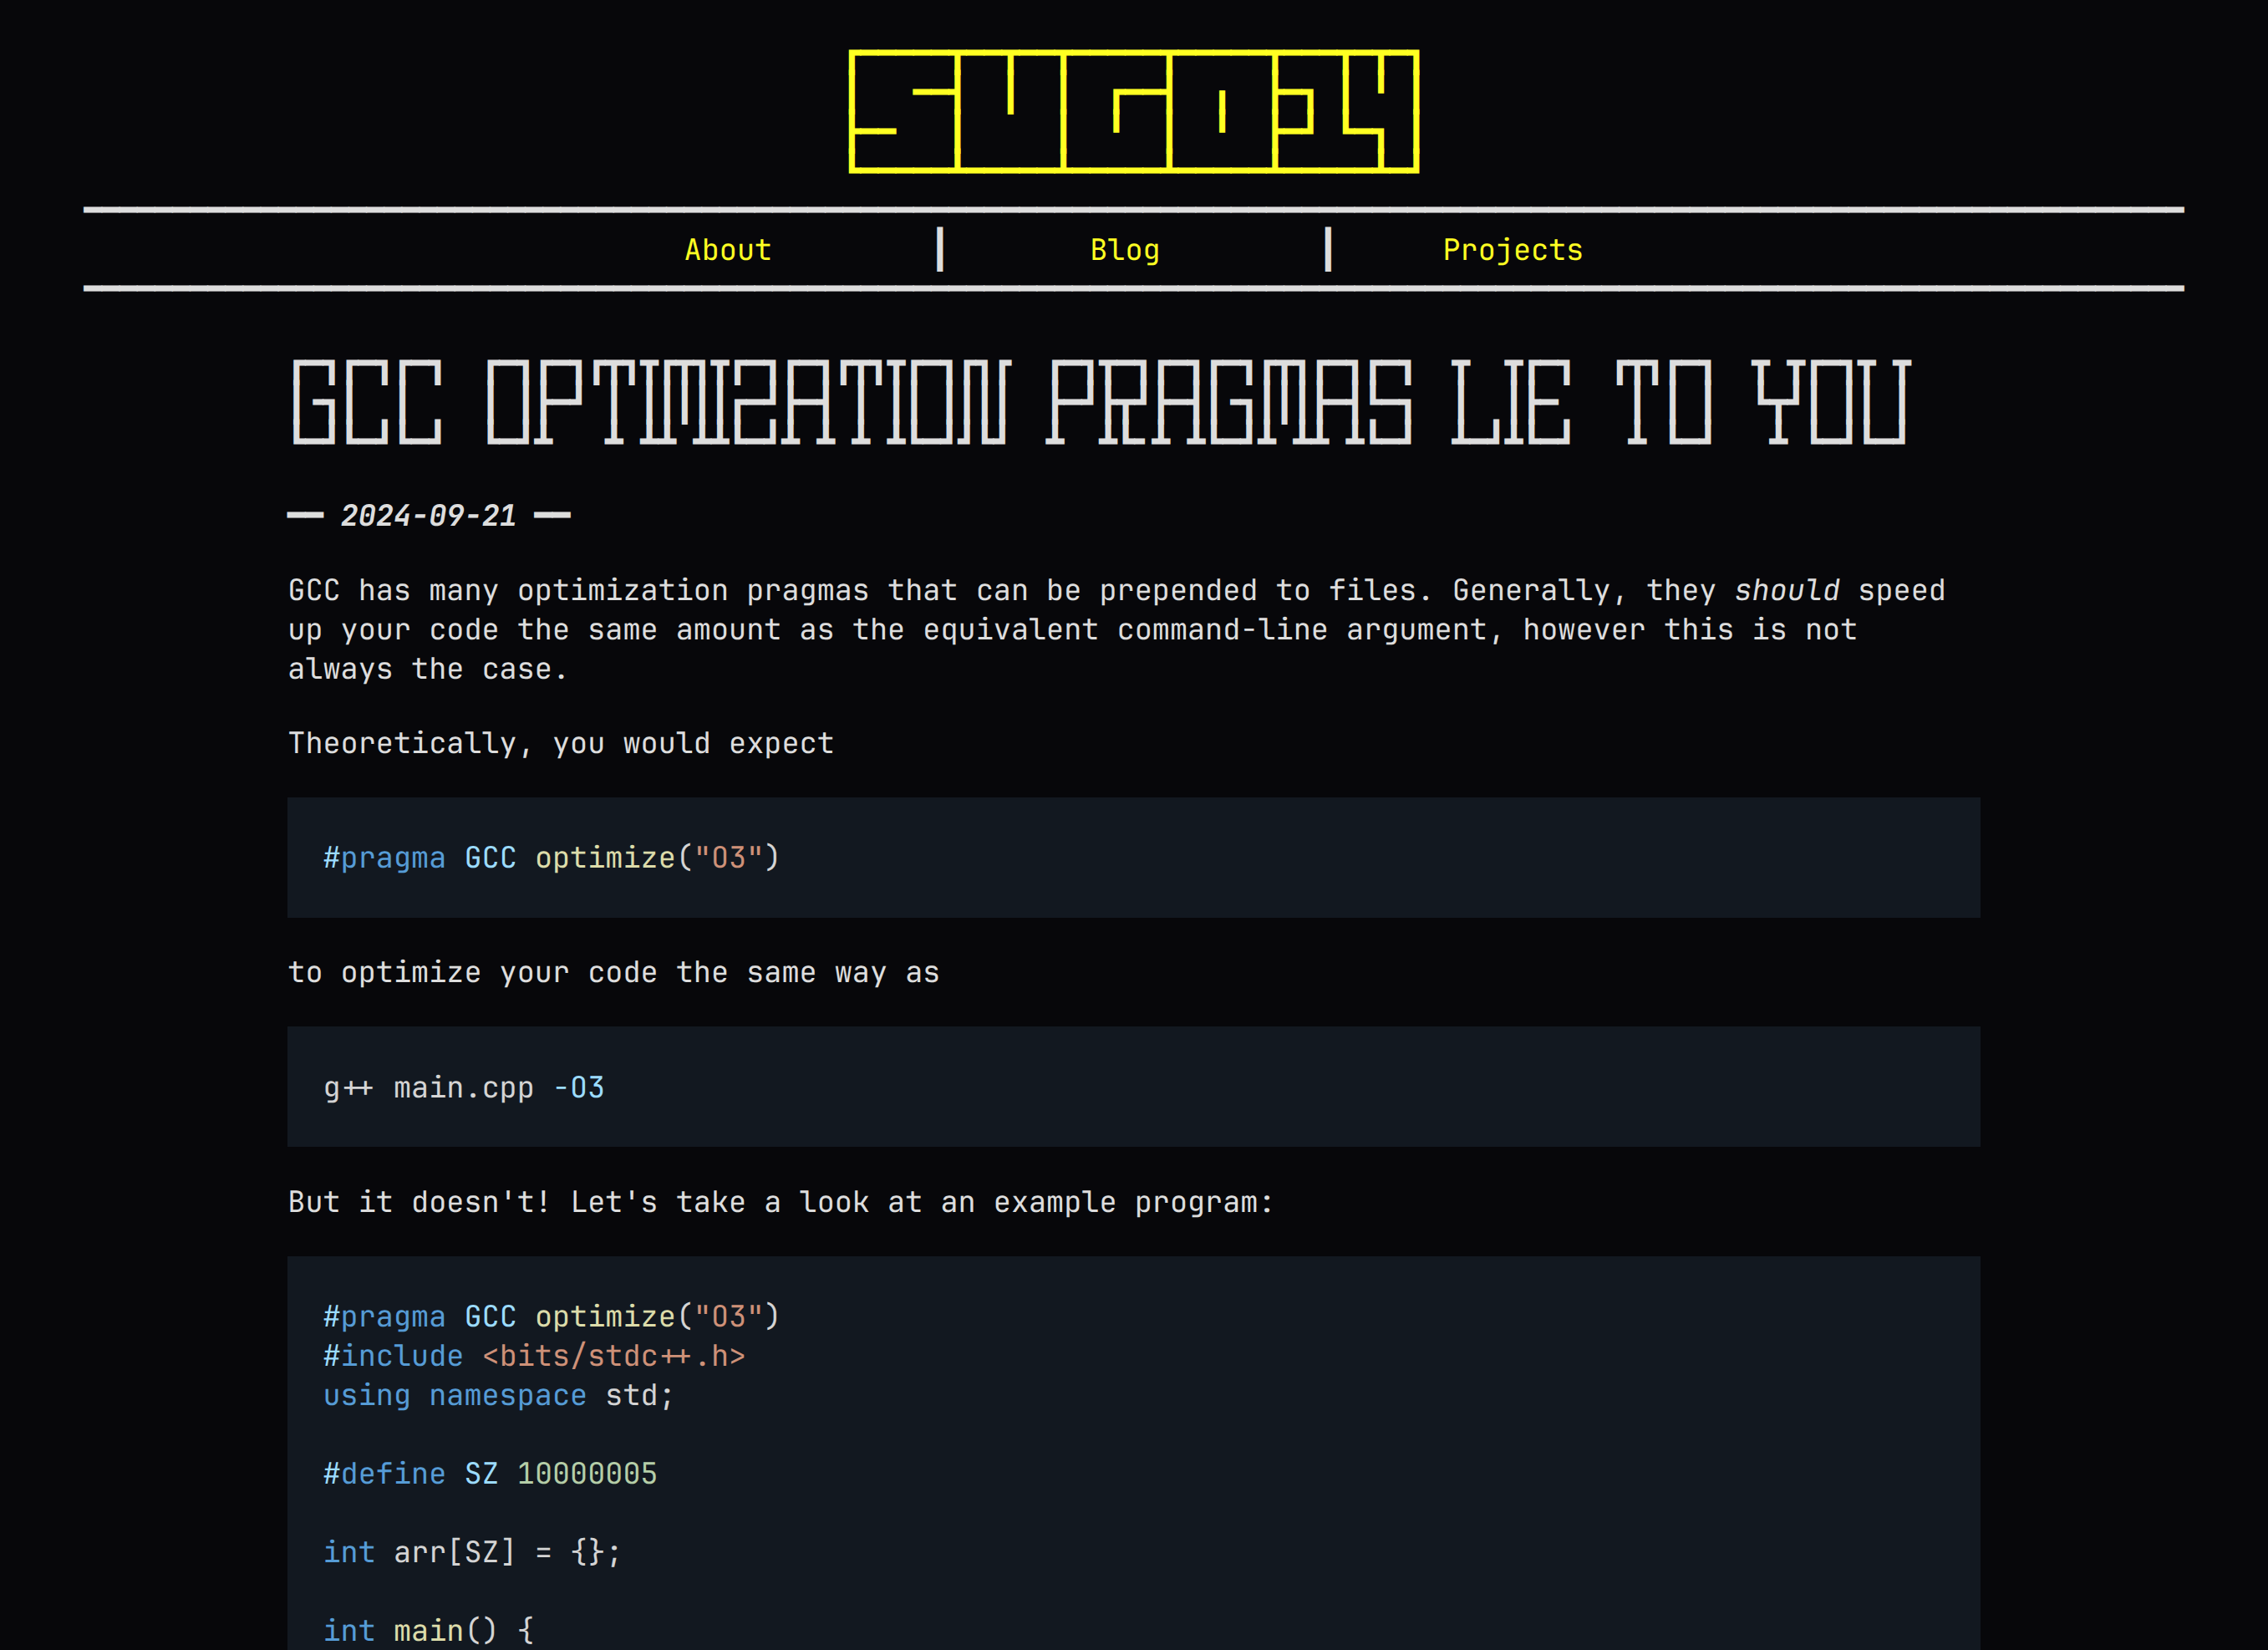 About
Blog
Projects
GCC OPTIMIZATION PRAGMAS LIE TO YOU
2024-09-21
GCC has many optimization pragmas that can be prepended to files. Generally, they should speed
up your code the same amount as the equivalent command-line argument, however this is not
always the case.
Theoretically, you would expect
#pragma GCC optimize("O3")
to optimize your code the same way as
g++ main.cpp -O3
But it doesn't! Let's take a look at an example program:
#pragma GCC optimize("O3")
#include <bits/stdc++.h>
using namespace std;
#define SZ 10000005
int arr[SZ] = {};
int main() {